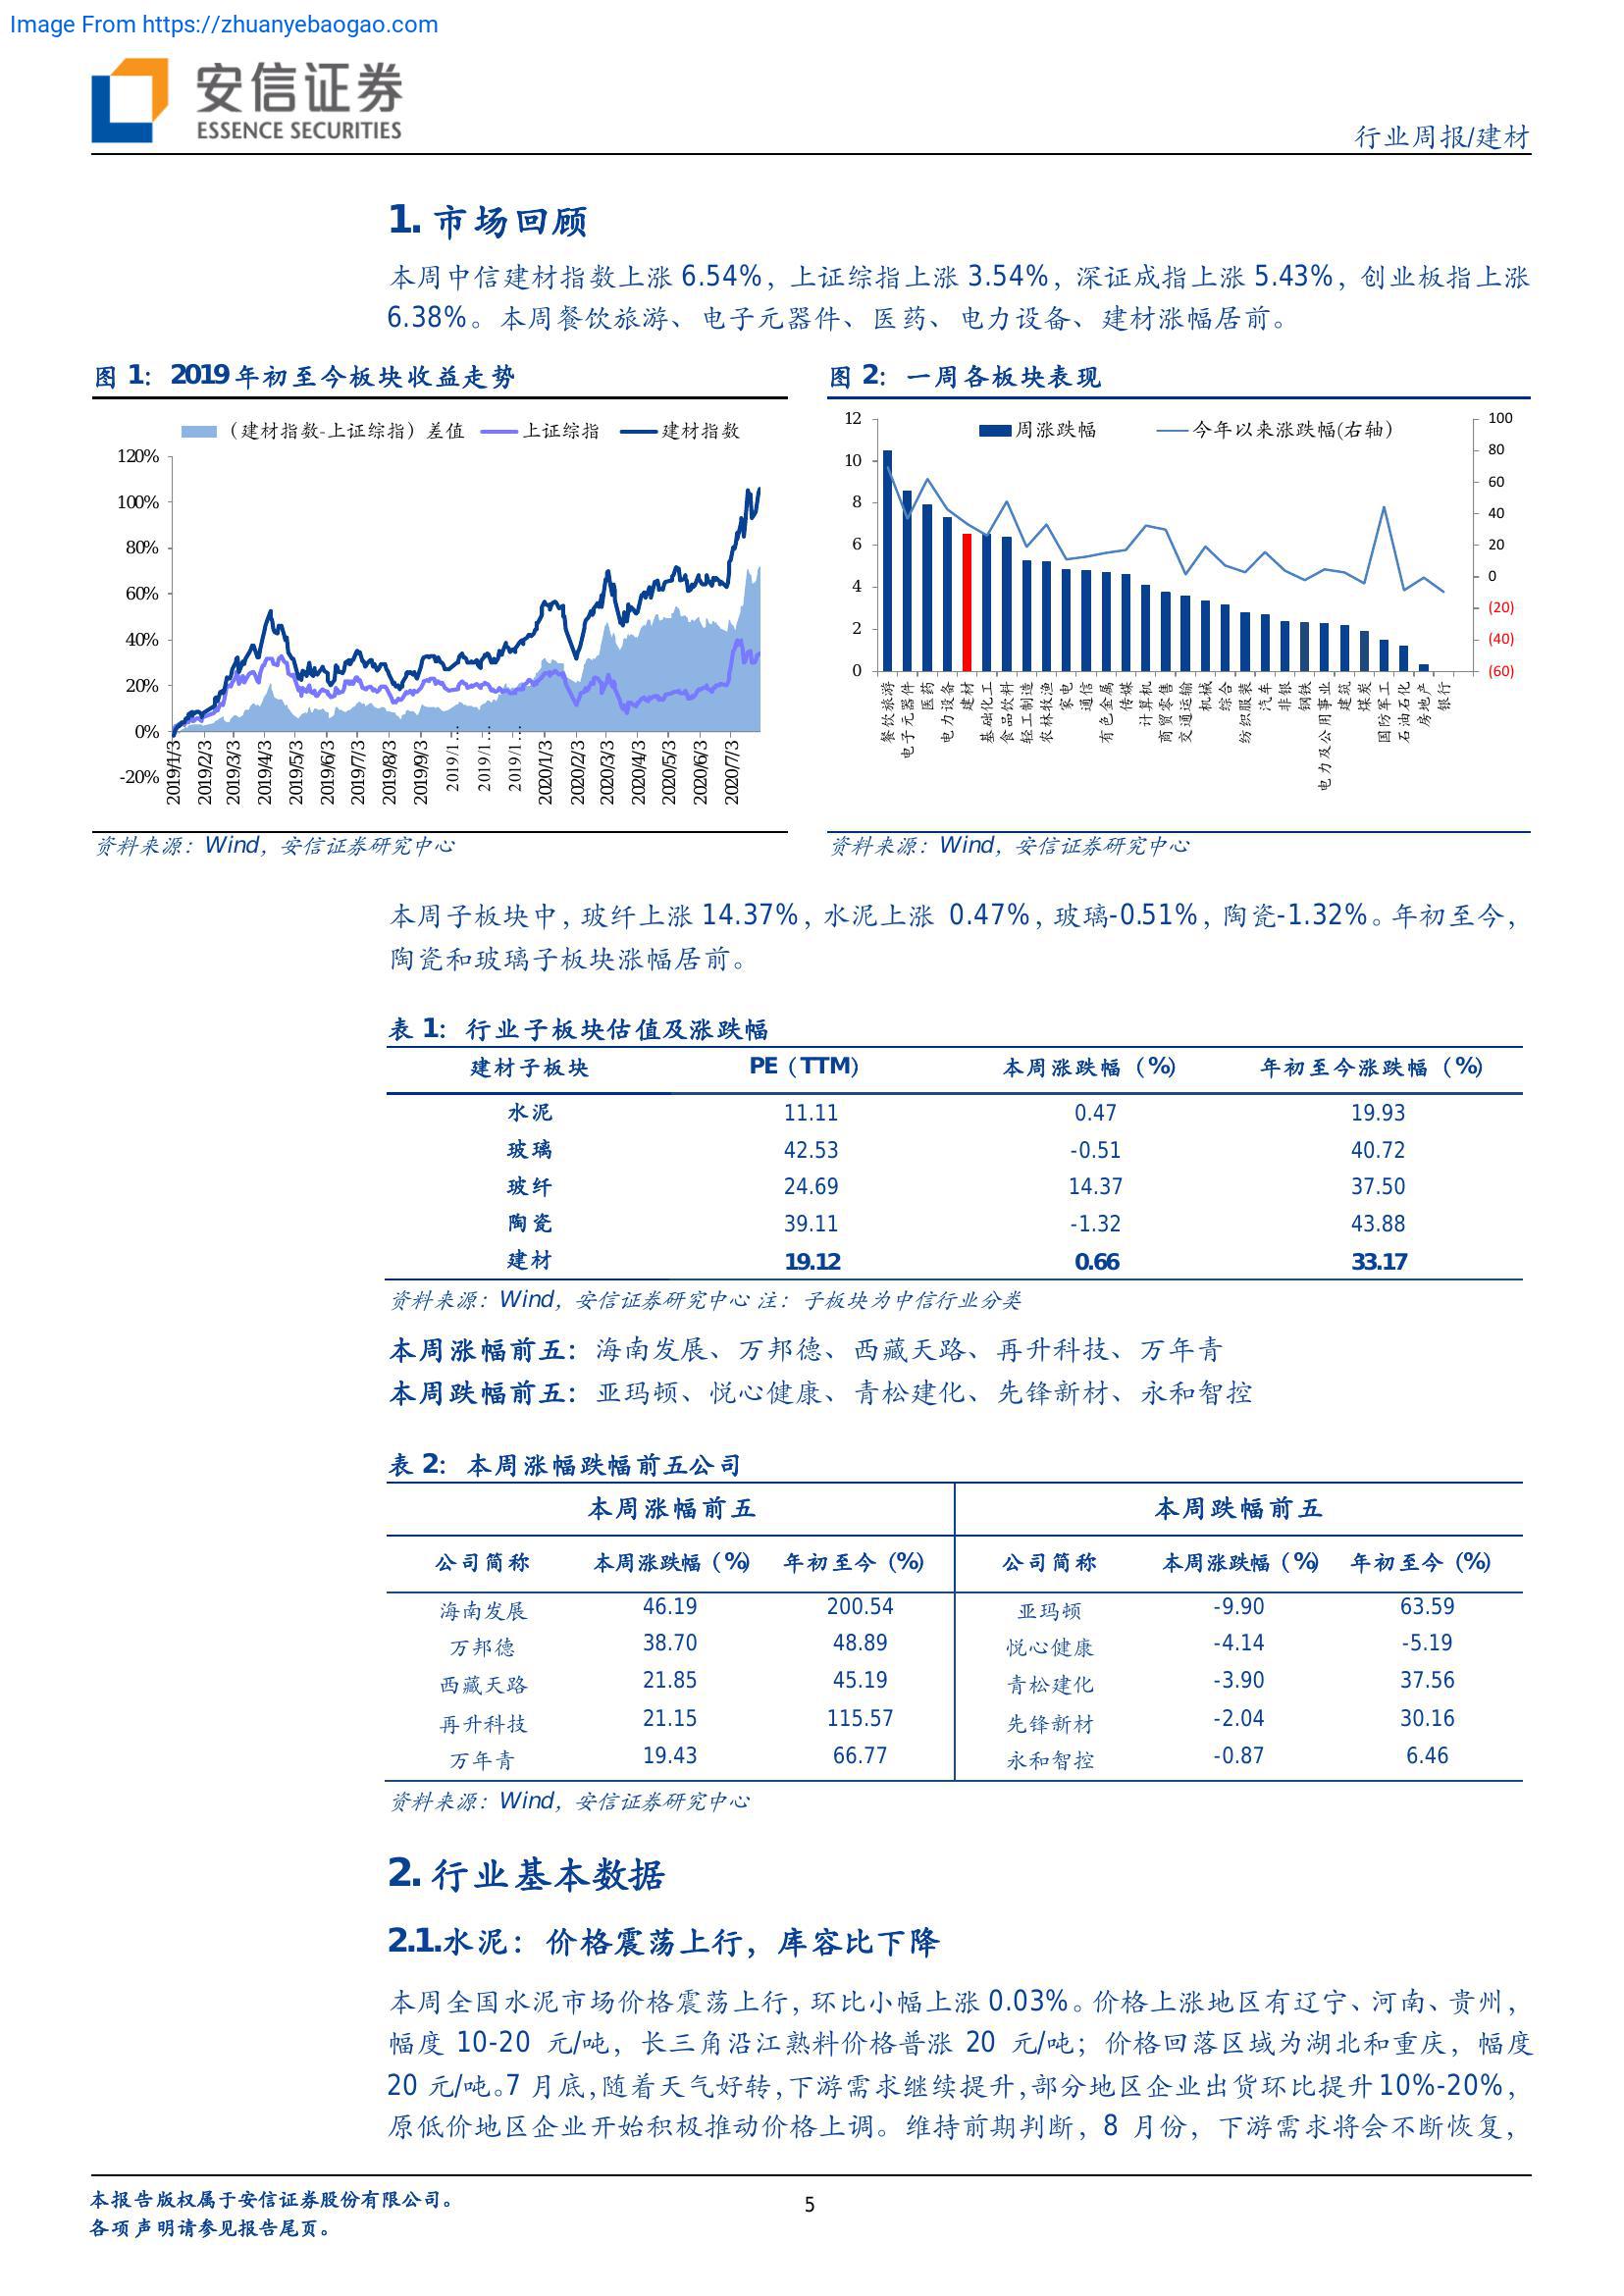 Image From https://zhuanyebaogao.com
安信证券
ESSENCE SECURITIES
行业周报/建材
1. 市场回顾
本周中信建材指数上涨 6.54%，上证综指上涨 3.54%，深证成指上涨 5.43%，创业板指上涨
6.38%。本周餐饮旅游、电子元器件、医药、电力设备、建材涨幅居前。
图 1：2019 年初至今板块收益走势
（建材指数-上证综指）差值 上证综指 建材指数
120%
100%
80%
60%
40%
20%
0%
-20%
2019/1/3 2019/2/3 2019/3/3 2019/4/3 2019/5/3 2019/6/3 2019/7/3 2019/8/3 2019/9/3 2019/1… 2019/1… 2019/1… 2020/1/3 2020/2/3 2020/3/3 2020/4/3 2020/5/3 2020/6/3 2020/7/3
资料来源：Wind，安信证券研究中心
图 2：一周各板块表现
周涨跌幅 今年以来涨跌幅(右轴)
12
10
8
6
4
2
0
100
80
60
40
20
0
(20)
(40)
(60)
餐饮旅游 电子元器件 医药 电力设备 建材 基础化工 食品饮料 轻工制造 农林牧渔 家电 通信 有色金属 传媒 计算机 商贸零售 交通运输 机械 综合 纺织服装 汽车 非银 钢铁 电力及公用事业 建筑 煤炭 国防军工 石油石化 房地产 银行
资料来源：Wind，安信证券研究中心
本周子板块中，玻纤上涨 14.37%，水泥上涨 0.47%，玻璃-0.51%，陶瓷-1.32%。年初至今，
陶瓷和玻璃子板块涨幅居前。
表 1：行业子板块估值及涨跌幅
建材子板块 PE（TTM） 本周涨跌幅（%） 年初至今涨跌幅（%）
水泥 11.11 0.47 19.93
玻璃 42.53 -0.51 40.72
玻纤 24.69 14.37 37.50
陶瓷 39.11 -1.32 43.88
建材 19.12 0.66 33.17
资料来源：Wind，安信证券研究中心 注：子板块为中信行业分类
本周涨幅前五：海南发展、万邦德、西藏天路、再升科技、万年青
本周跌幅前五：亚玛顿、悦心健康、青松建化、先锋新材、永和智控
表 2：本周涨幅跌幅前五公司
本周涨幅前五 本周跌幅前五
公司简称 本周涨跌幅（%） 年初至今（%） 公司简称 本周涨跌幅（%） 年初至今（%）
海南发展 46.19 200.54 亚玛顿 -9.90 63.59
万邦德 38.70 48.89 悦心健康 -4.14 -5.19
西藏天路 21.85 45.19 青松建化 -3.90 37.56
再升科技 21.15 115.57 先锋新材 -2.04 30.16
万年青 19.43 66.77 永和智控 -0.87 6.46
资料来源：Wind，安信证券研究中心
2. 行业基本数据
2.1.水泥：价格震荡上行，库容比下降
本周全国水泥市场价格震荡上行，环比小幅上涨 0.03%。价格上涨地区有辽宁、河南、贵州，
幅度 10-20 元/吨，长三角沿江熟料价格普涨 20 元/吨；价格回落区域为湖北和重庆，幅度
20 元/吨。7 月底，随着天气好转，下游需求继续提升，部分地区企业出货环比提升 10%-20%，
原低价地区企业开始积极推动价格上调。维持前期判断，8 月份，下游需求将会不断恢复，
本报告版权属于安信证券股份有限公司。
各项声明请参见报告尾页。
5